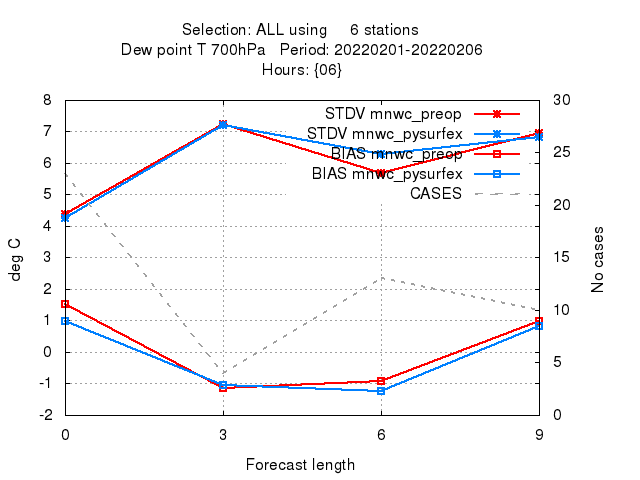 Selection: ALL using     6 stations
Dew point T 700hPa   Period: 20220201-20220206
Hours: {06}
STDV mnwc_preop
STDV mnwc_pysurfex
BIAS mnwc_preop
BIAS mnwc_pysurfex
CASES
8
7
6
5
4
3
2
1
0
-1
-2
deg C
30
25
20
15
10
5
0
No cases
0 3 6 9
Forecast length